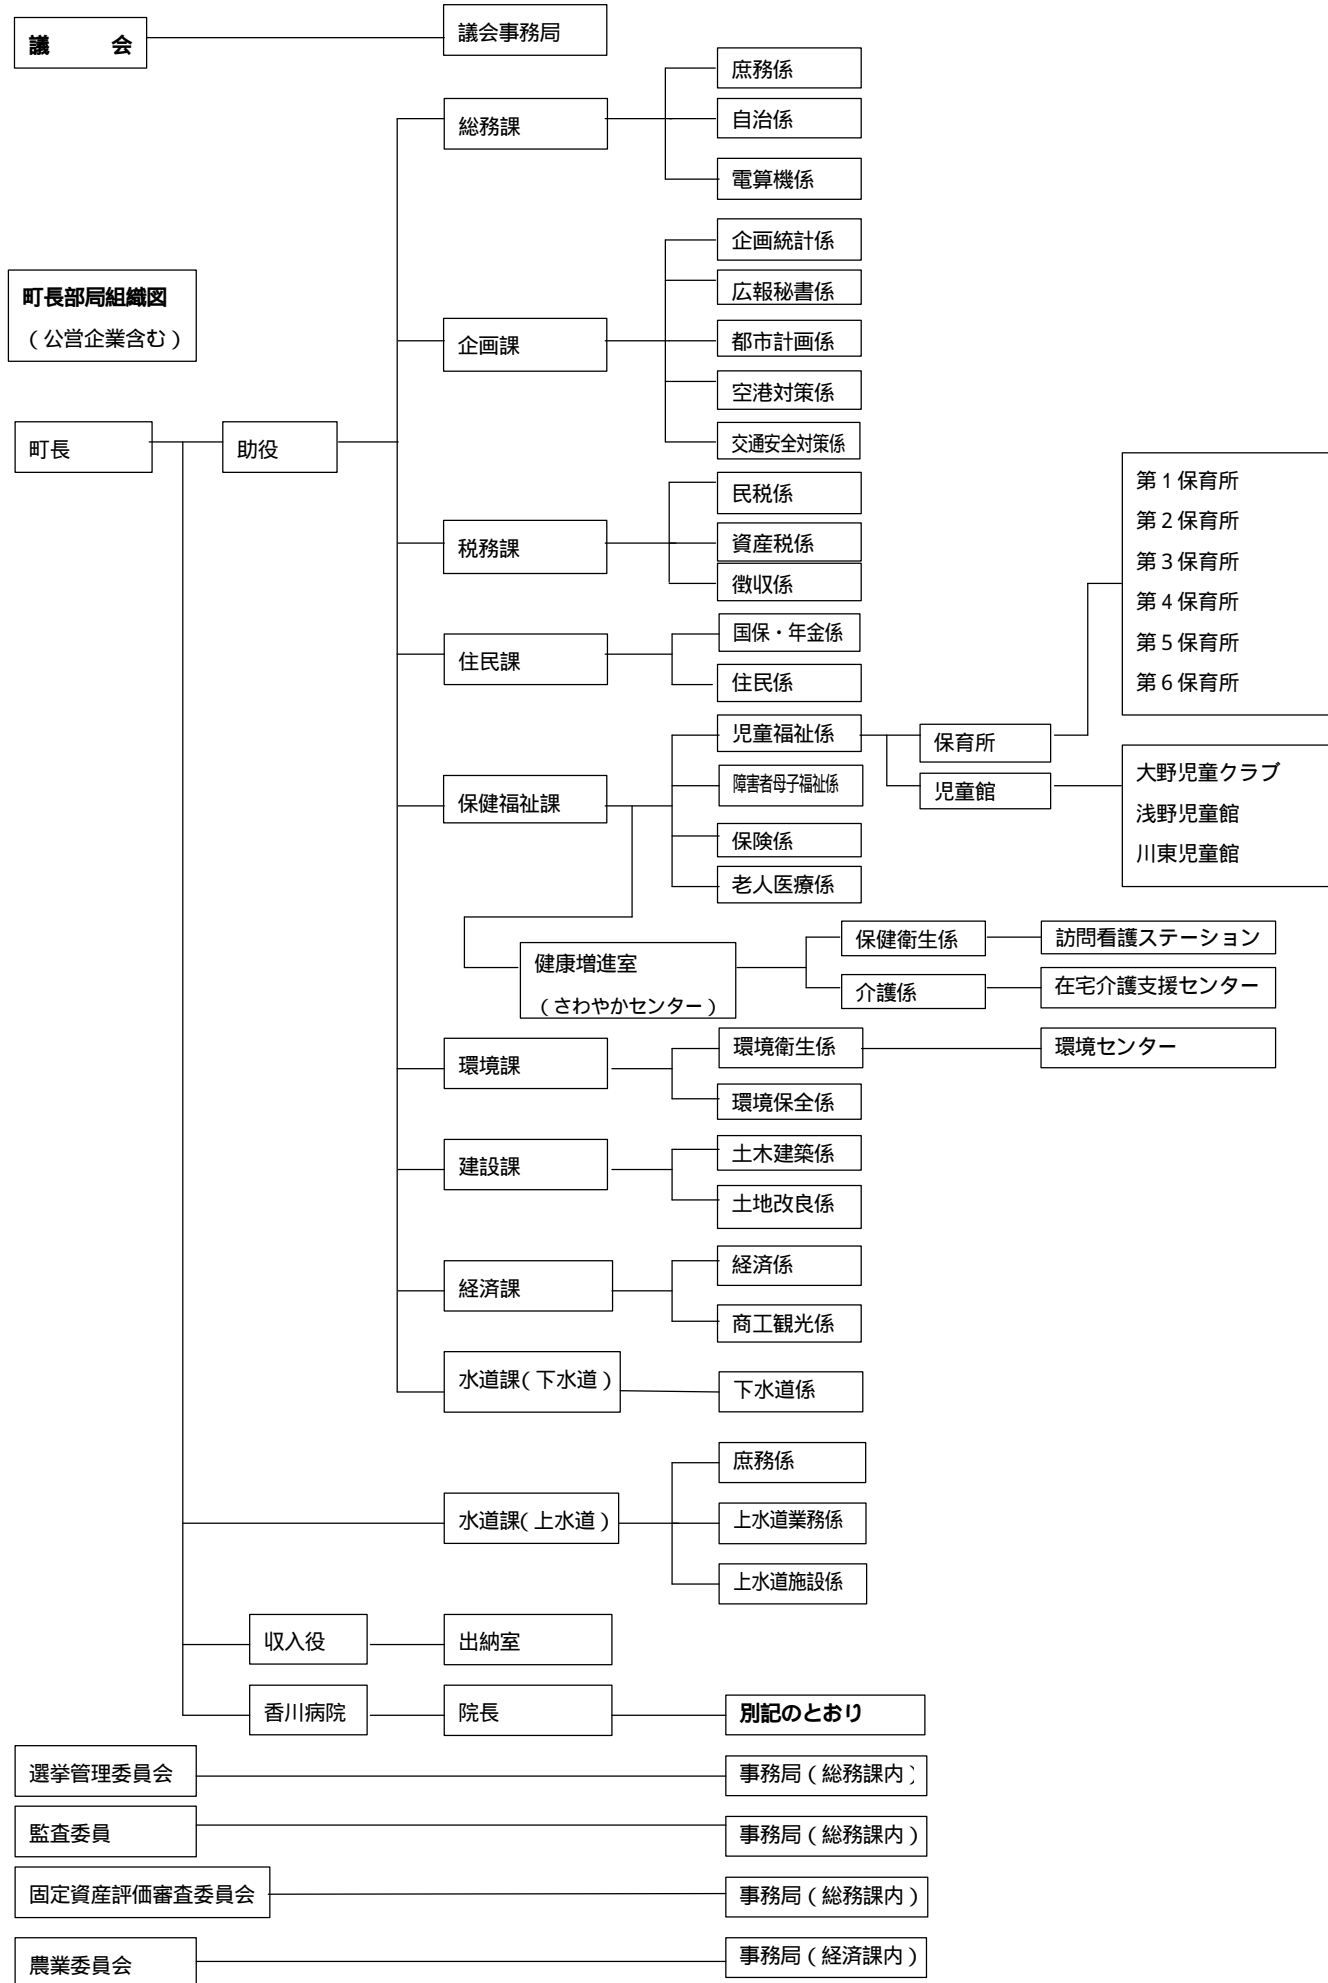 議　　会
議会事務局
庶務係
総務課
自治係
電算機係
企画統計係
町長部局組織図
（公営企業含む）
広報秘書係
企画課
都市計画係
空港対策係
町長
助役
交通安全対策係
民税係
税務課
資産税係
徴収係
第１保育所
第２保育所
第３保育所
第４保育所
第５保育所
第６保育所
住民課
国保・年金係
住民係
児童福祉係
保育所
保健福祉課
障害者母子福祉係
児童館
大野児童クラブ
浅野児童館
川東児童館
保険係
老人医療係
健康増進室
（さわやかセンター）
保健衛生係
訪問看護ステーション
介護係
在宅介護支援センター
環境課
環境衛生係
環境センター
環境保全係
建設課
土木建築係
土地改良係
経済課
経済係
商工観光係
水道課（下水道）
下水道係
庶務係
水道課（上水道）
上水道業務係
上水道施設係
収入役
出納室
香川病院
院長
別記のとおり
選挙管理委員会
事務局（総務課内）
監査委員
事務局（総務課内）
固定資産評価審査委員会
事務局（総務課内）
農業委員会
事務局（経済課内）